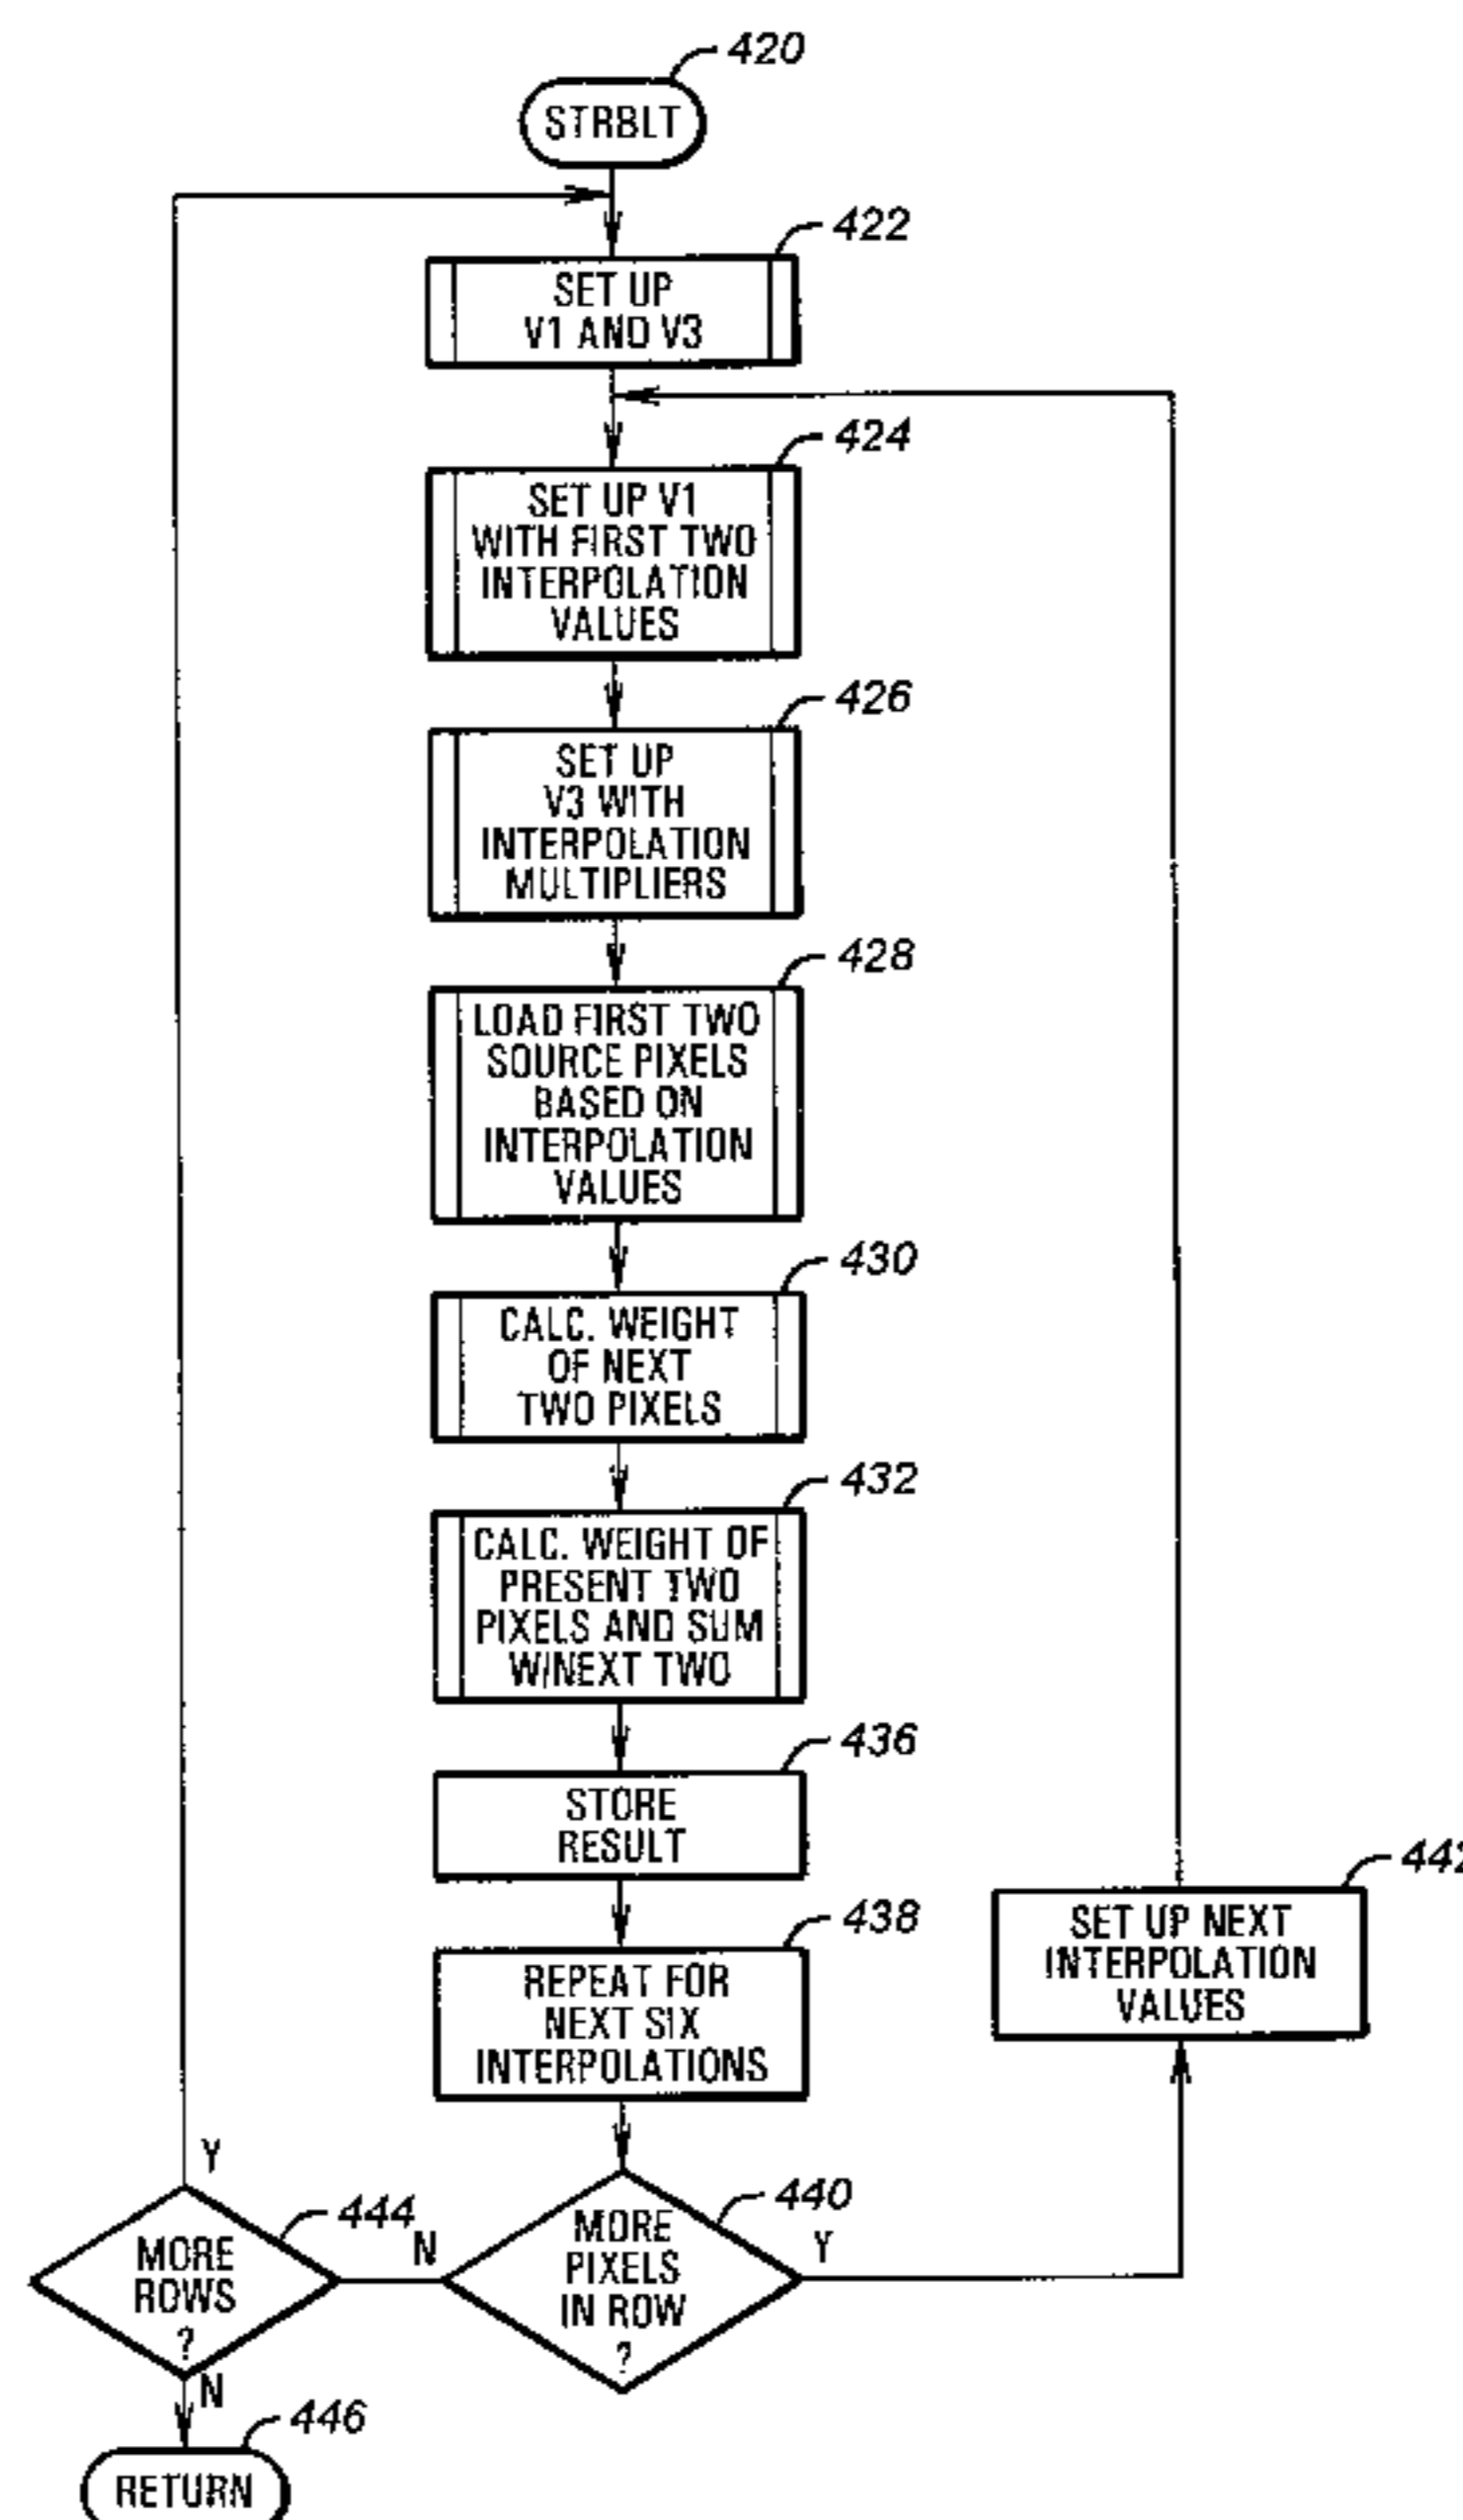 420
STRBLT
422
SET UP
V1 AND V3
424
SET UP V1
WITH FIRST TWO
INTERPOLATION
VALUES
426
SET UP
V3 WITH
INTERPOLATION
MULTIPLIERS
428
LOAD FIRST TWO
SOURCE PIXELS
BASED ON
INTERPOLATION
VALUES
430
CALC. WEIGHT
OF NEXT
TWO PIXELS
432
CALC. WEIGHT OF
PRESENT TWO
PIXELS AND SUM
W/NEXT TWO
436
STORE
RESULT
438
REPEAT FOR
NEXT SIX
INTERPOLATIONS
442
SET UP NEXT
INTERPOLATION
VALUES
440
MORE
PIXELS
IN ROW
?
Y
N
444
MORE
ROWS
?
Y
N
446
RETURN